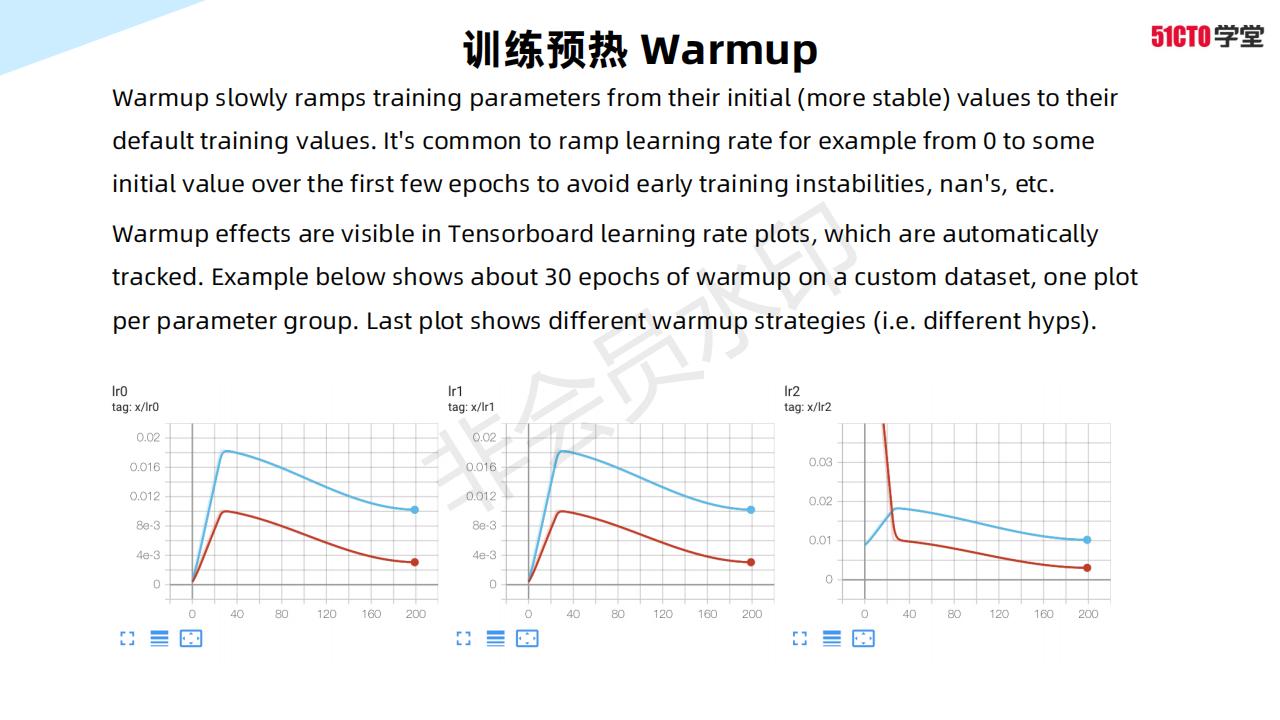 训练预热 Warmup
51CTO学堂
Warmup slowly ramps training parameters from their initial (more stable) values to their
default training values. It's common to ramp learning rate for example from 0 to some
initial value over the first few epochs to avoid early training instabilities, nan's, etc.
Warmup effects are visible in Tensorboard learning rate plots, which are automatically
tracked. Example below shows about 30 epochs of warmup on a custom dataset, one plot
per parameter group. Last plot shows different warmup strategies (i.e. different hyps).
非会员水印
lr0
tag: x/lr0
0.02
0.016
0.012
8e-3
4e-3
0
0 40 80 120 160 200
lr1
tag: x/lr1
0.02
0.016
0.012
8e-3
4e-3
0
0 40 80 120 160 200
lr2
tag: x/lr2
0.03
0.02
0.01
0
0 40 80 120 160 200